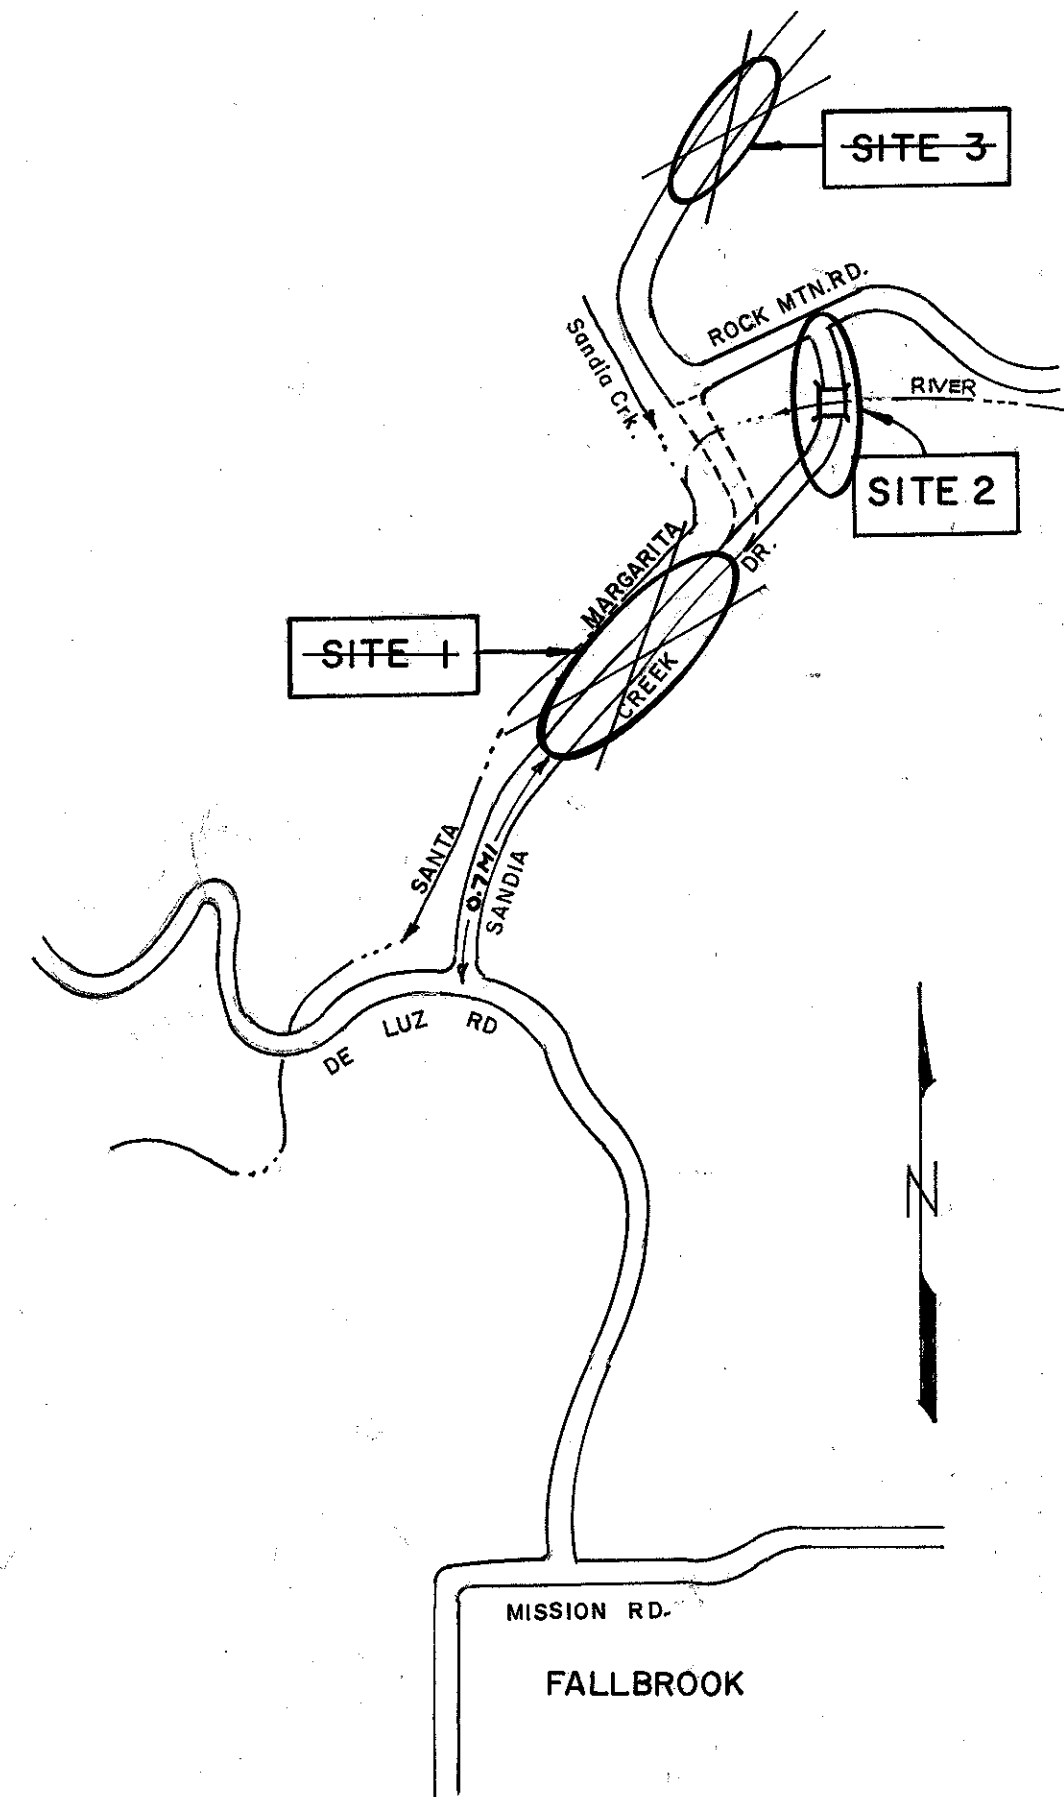 SITE 3
ROCK MTN. RD.
Sandia Crk.
RIVER
SITE 2
MARGARITA
DR.
SITE 1
CREEK
SANTA
0.7 MI
SANDIA
DE LUZ RD
N
MISSION RD.
FALLBROOK